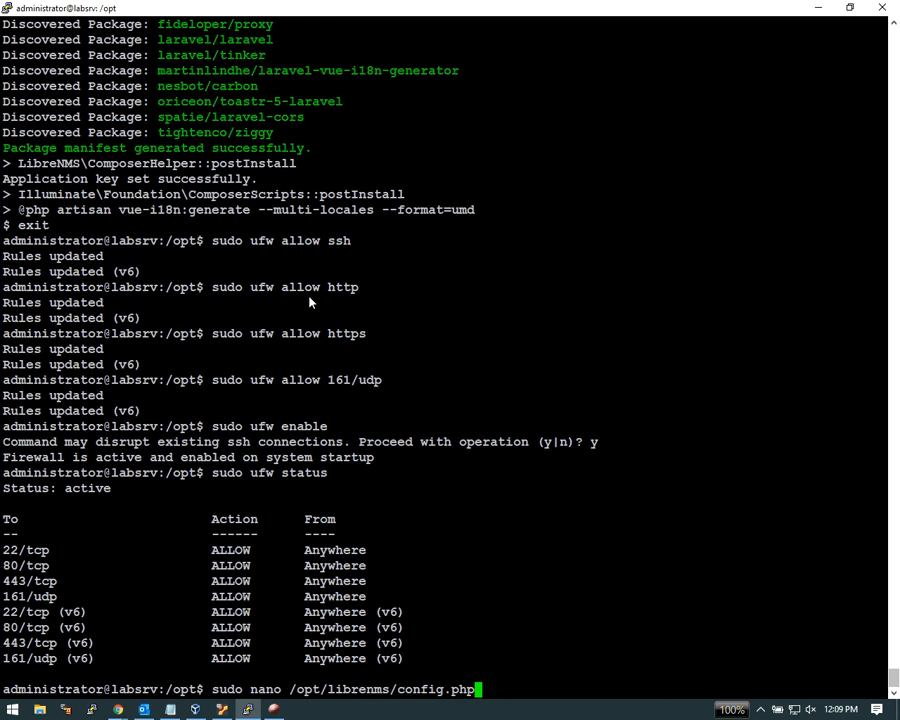 administrator@labsrv: /opt
Discovered Package: fideloper/proxy
Discovered Package: laravel/laravel
Discovered Package: laravel/tinker
Discovered Package: martinlindhe/laravel-vue-i18n-generator
Discovered Package: nesbot/carbon
Discovered Package: oriceon/toastr-5-laravel
Discovered Package: spatie/laravel-cors
Discovered Package: tightenco/ziggy
Package manifest generated successfully.
> LibreNMS\ComposerHelper::postInstall
Application key set successfully.
> Illuminate\Foundation\ComposerScripts::postInstall
> @php artisan vue-i18n:generate --multi-locales --format=umd
$ exit
administrator@labsrv:/opt$ sudo ufw allow ssh
Rules updated
Rules updated (v6)
administrator@labsrv:/opt$ sudo ufw allow http
Rules updated
Rules updated (v6)
administrator@labsrv:/opt$ sudo ufw allow https
Rules updated
Rules updated (v6)
administrator@labsrv:/opt$ sudo ufw allow 161/udp
Rules updated
Rules updated (v6)
administrator@labsrv:/opt$ sudo ufw enable
Command may disrupt existing ssh connections. Proceed with operation (y|n)? y
Firewall is active and enabled on system startup
administrator@labsrv:/opt$ sudo ufw status
Status: active
To Action From
-- ------ ----
22/tcp ALLOW Anywhere
80/tcp ALLOW Anywhere
443/tcp ALLOW Anywhere
161/udp ALLOW Anywhere
22/tcp (v6) ALLOW Anywhere (v6)
80/tcp (v6) ALLOW Anywhere (v6)
443/tcp (v6) ALLOW Anywhere (v6)
161/udp (v6) ALLOW Anywhere (v6)
administrator@labsrv:/opt$ sudo nano /opt/librenms/config.php
100% 12:09 PM